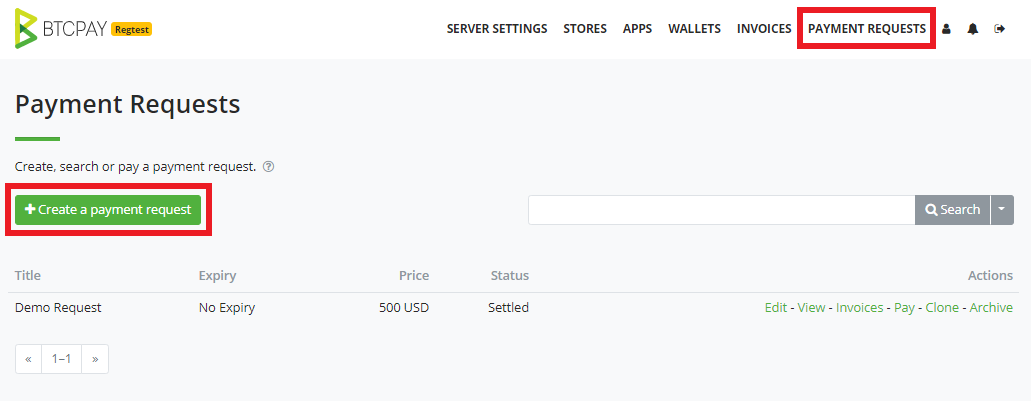 BTCPAY Regtest SERVER SETTINGS STORES APPS WALLETS INVOICES PAYMENT REQUESTS
Payment Requests
Create, search or pay a payment request. ?
+ Create a payment request Search
Title Expiry Price Status Actions
Demo Request No Expiry 500 USD Settled Edit - View - Invoices - Pay - Clone - Archive
« 1–1 »